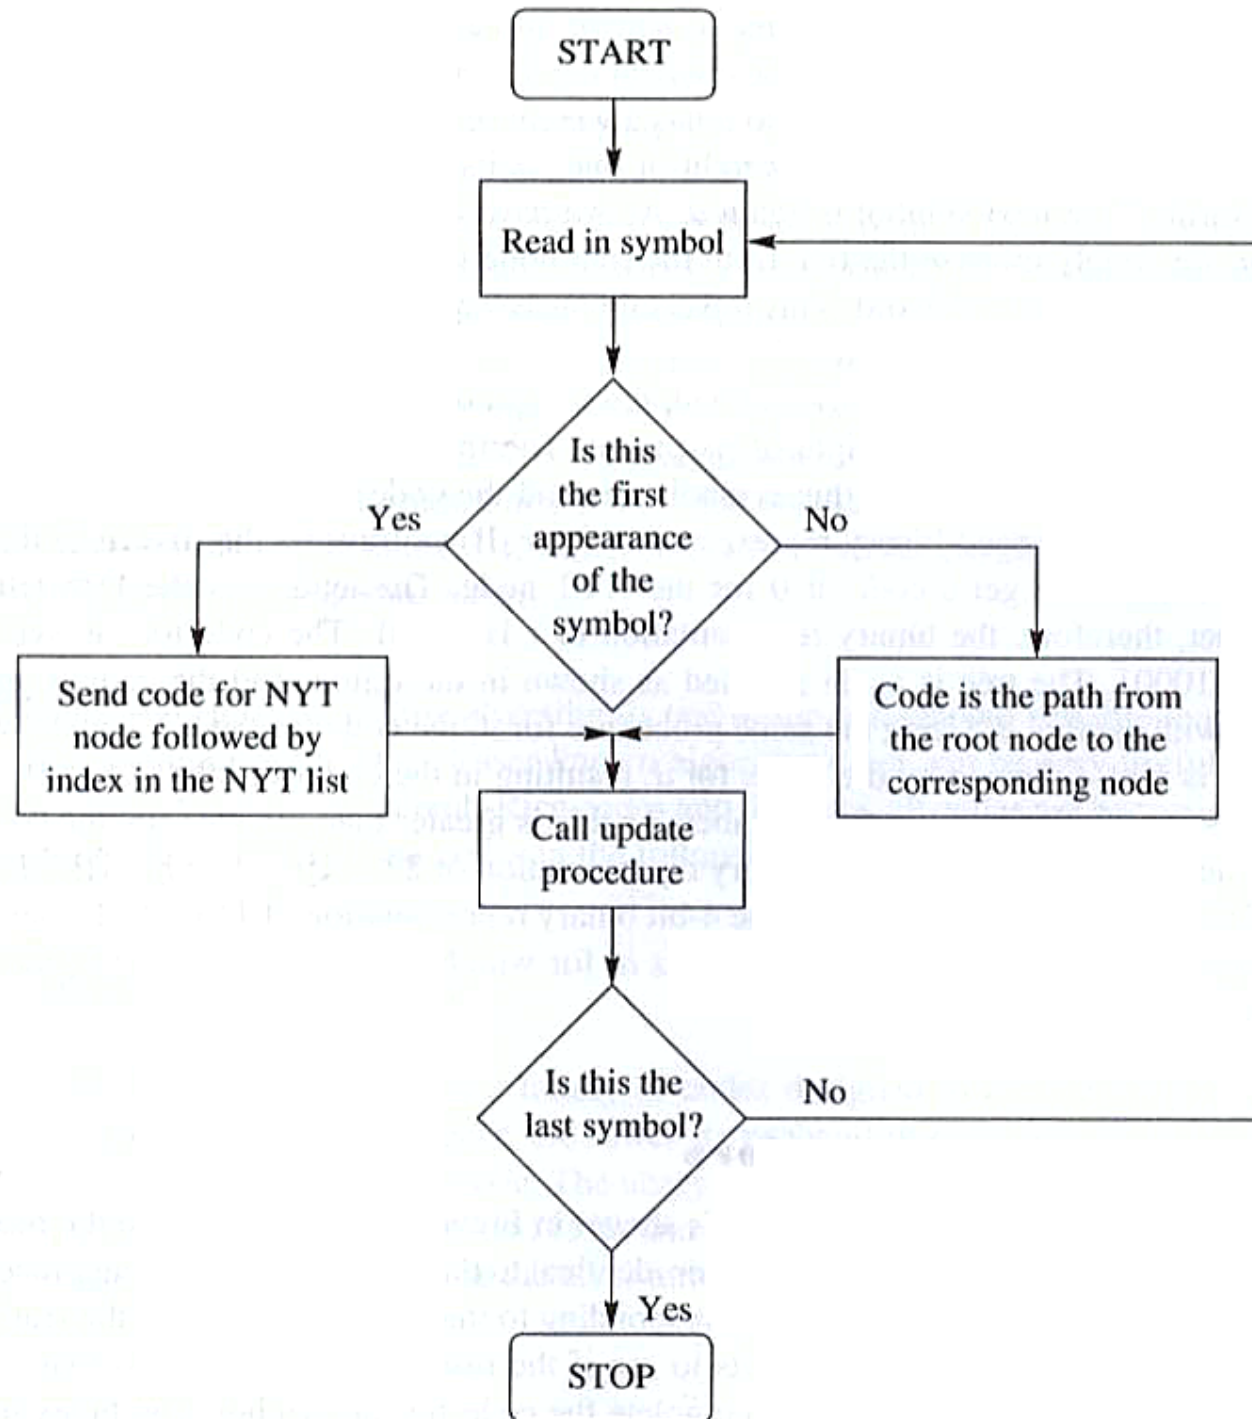 START
Read in symbol
Is this
the first
appearance
of the
symbol?
Yes
No
Send code for NYT
node followed by
index in the NYT list
Code is the path from
the root node to the
corresponding node
Call update
procedure
Is this the
last symbol?
No
Yes
STOP